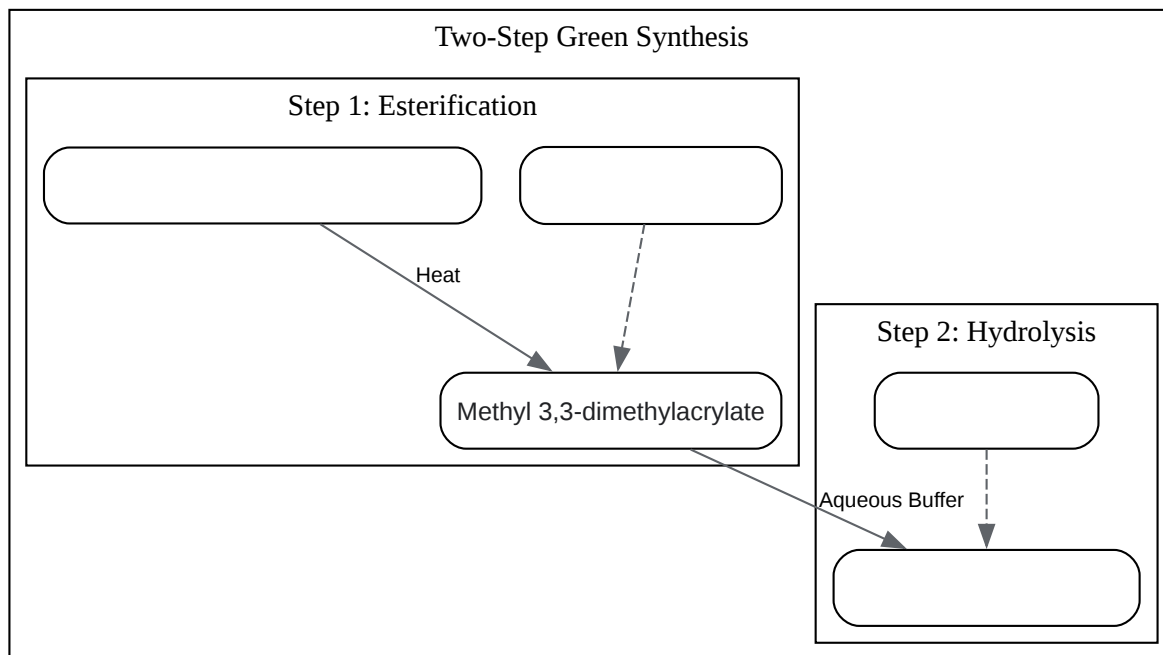 Two-Step Green Synthesis
Step 1: Esterification
Heat
Methyl 3,3-dimethylacrylate
Step 2: Hydrolysis
Aqueous Buffer